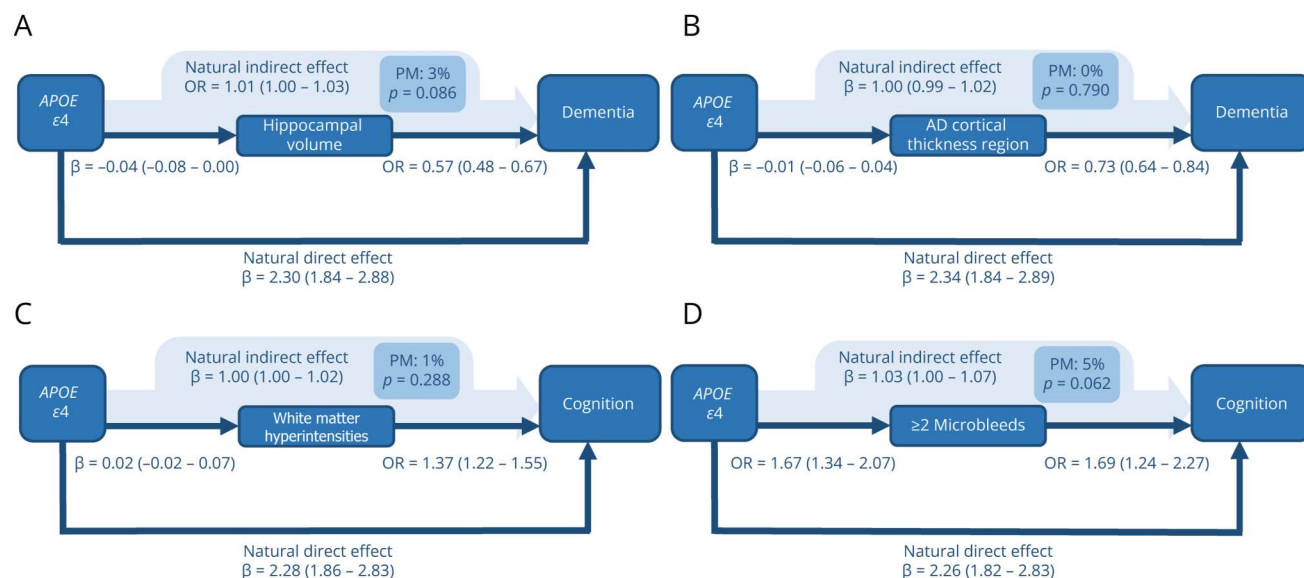 A
Natural indirect effect
OR = 1.01 (1.00 – 1.03)
PM: 3%
p = 0.086
APOE
ε4
Hippocampal
volume
Dementia
β = –0.04 (–0.08 – 0.00)
OR = 0.57 (0.48 – 0.67)
Natural direct effect
β = 2.30 (1.84 – 2.88)
B
Natural indirect effect
β = 1.00 (0.99 – 1.02)
PM: 0%
p = 0.790
APOE
ε4
AD cortical
thickness region
Dementia
β = –0.01 (–0.06 – 0.04)
OR = 0.73 (0.64 – 0.84)
Natural direct effect
β = 2.34 (1.84 – 2.89)
C
Natural indirect effect
β = 1.00 (1.00 – 1.02)
PM: 1%
p = 0.288
APOE
ε4
White matter
hyperintensities
Cognition
β = 0.02 (–0.02 – 0.07)
OR = 1.37 (1.22 – 1.55)
Natural direct effect
β = 2.28 (1.86 – 2.83)
D
Natural indirect effect
β = 1.03 (1.00 – 1.07)
PM: 5%
p = 0.062
APOE
ε4
≥2 Microbleeds
Cognition
OR = 1.67 (1.34 – 2.07)
OR = 1.69 (1.24 – 2.27)
Natural direct effect
β = 2.26 (1.82 – 2.83)